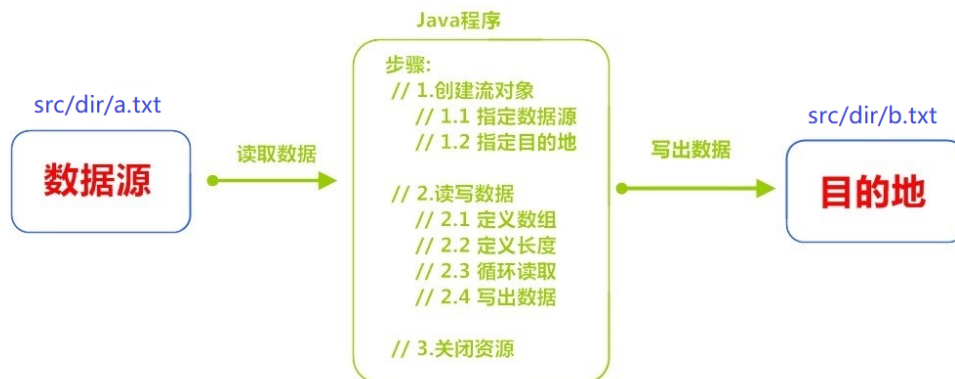 Java程序
src/dir/a.txt
数据源
读取数据
步骤:
// 1.创建流对象
// 1.1 指定数据源
// 1.2 指定目的地
// 2.读写数据
// 2.1 定义数组
// 2.2 定义长度
// 2.3 循环读取
// 2.4 写出数据
// 3.关闭资源
写出数据
src/dir/b.txt
目的地